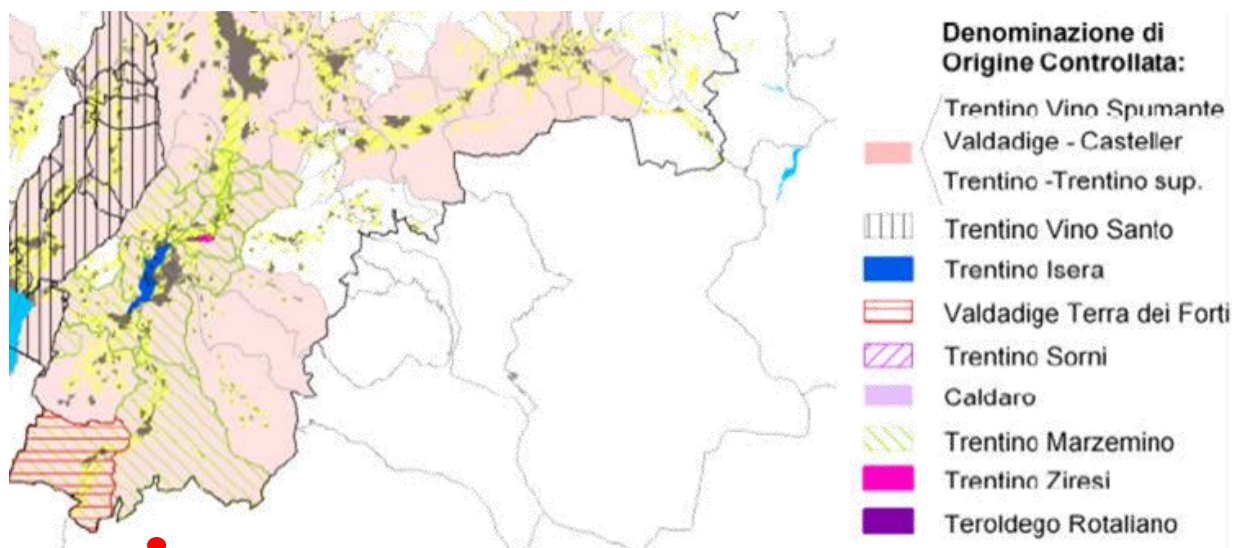 Denominazione di
Origine Controllata:
Trentino Vino Spumante
Valdadige - Casteller
Trentino -Trentino sup.
Trentino Vino Santo
Trentino Isera
Valdadige Terra dei Forti
Trentino Sorni
Caldaro
Trentino Marzemino
Trentino Ziresi
Teroldego Rotaliano